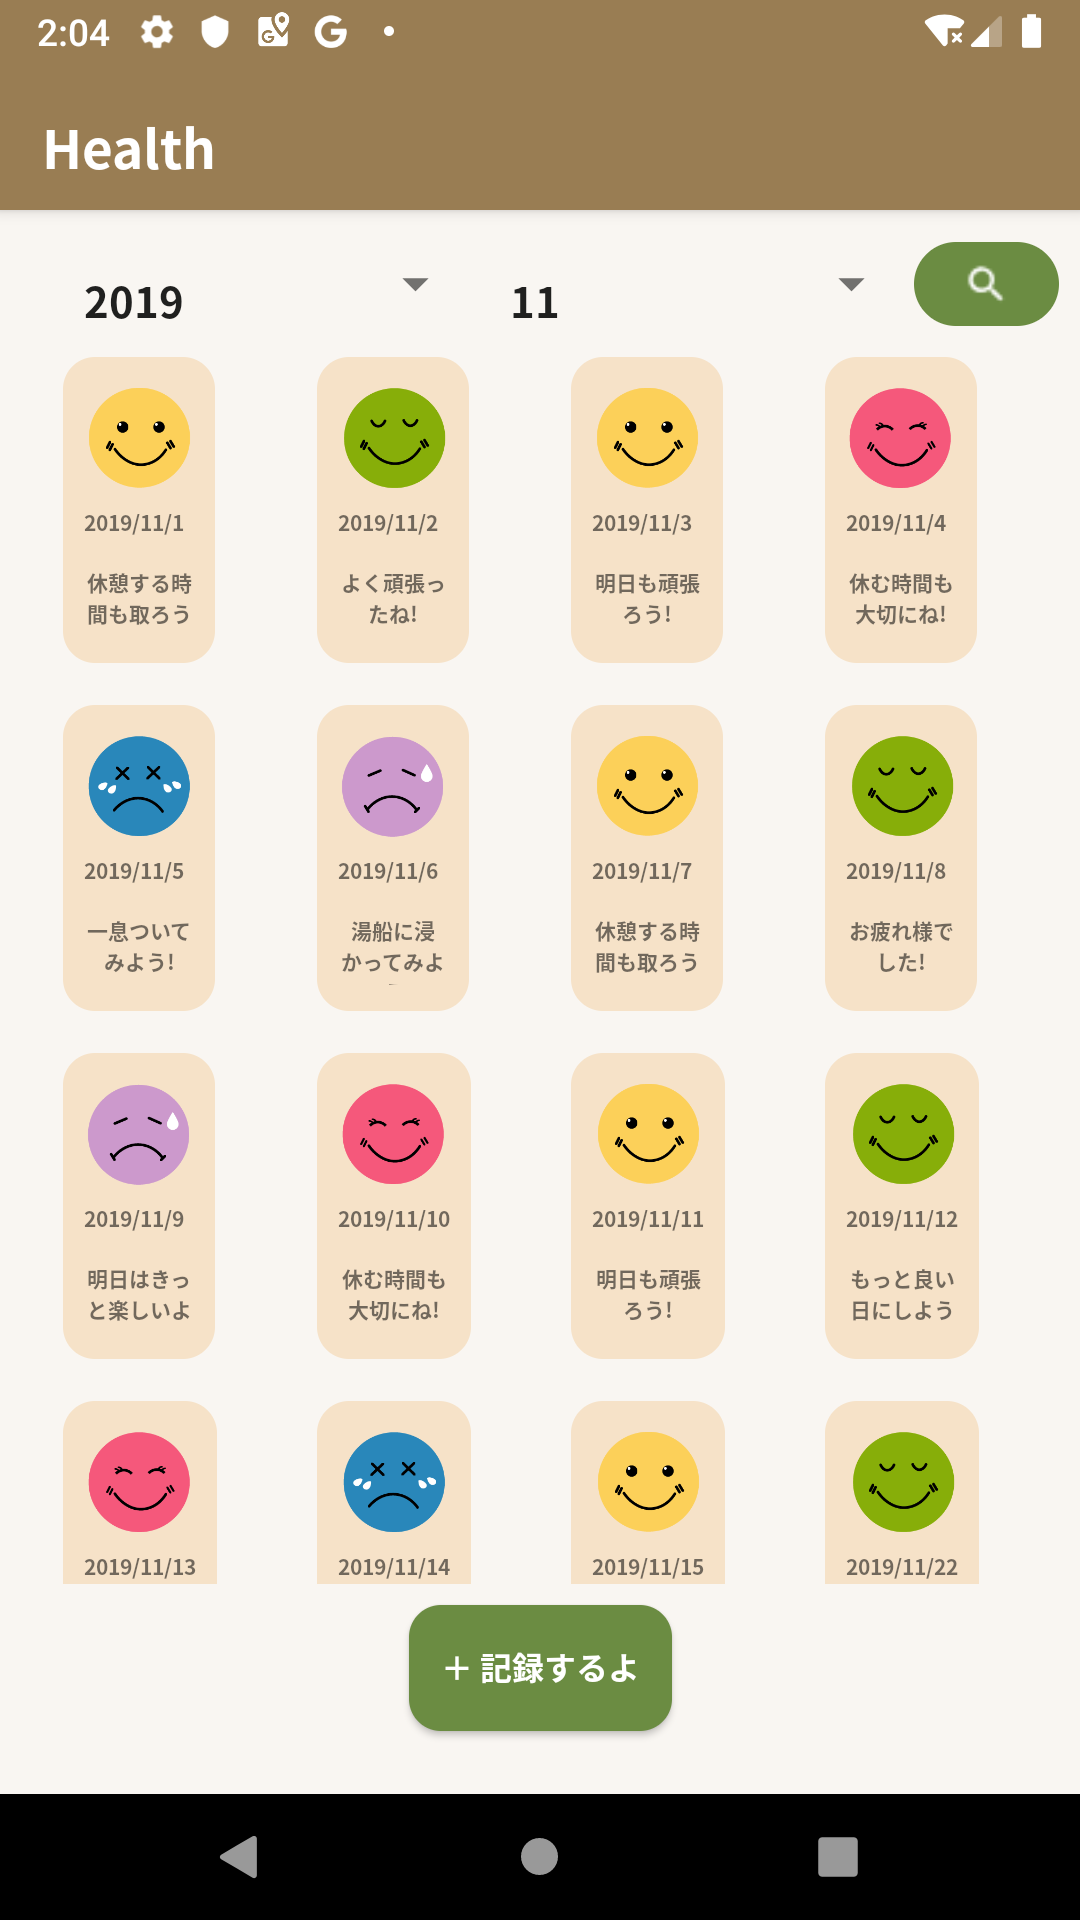 2:04
Health
2019 11
2019/11/1 2019/11/2 2019/11/3 2019/11/4
休憩する時 よく頑張っ 明日も頑張 休む時間も
間も取ろう たね! ろう! 大切にね!
2019/11/5 2019/11/6 2019/11/7 2019/11/8
一息ついて 湯船に浸 休憩する時 お疲れ様で
みよう! かってみよ 間も取ろう した!
2019/11/9 2019/11/10 2019/11/11 2019/11/12
明日はきっ 休む時間も 明日も頑張 もっと良い
と楽しいよ 大切にね! ろう! 日にしよう
2019/11/13 2019/11/14 2019/11/15 2019/11/22
＋ 記録するよ